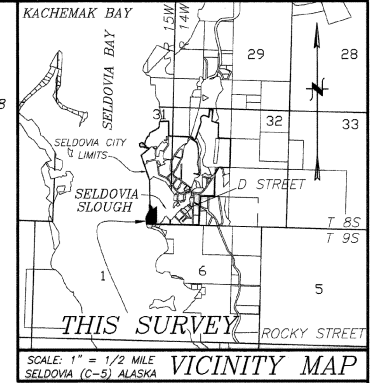 KACHEMAK BAY
SELDOVIA BAY
R 15W
R 14W
29
28
31
32
33
SELDOVIA CITY
LIMITS
SELDOVIA
SLOUGH
D STREET
N
T 8S
T 9S
1
6
5
THIS SURVEY
ROCKY STREET
SCALE: 1" = 1/2 MILE
SELDOVIA (C-5) ALASKA
VICINITY MAP